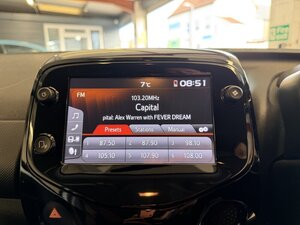 7°c 08:51
FM
103.20MHz
Capital
pital: Alex Warren with FEVER DREAM
Presets Stations Manual
1 87.50 2 87.50 3 98.10
4 105.10 5 107.90 6 108.00